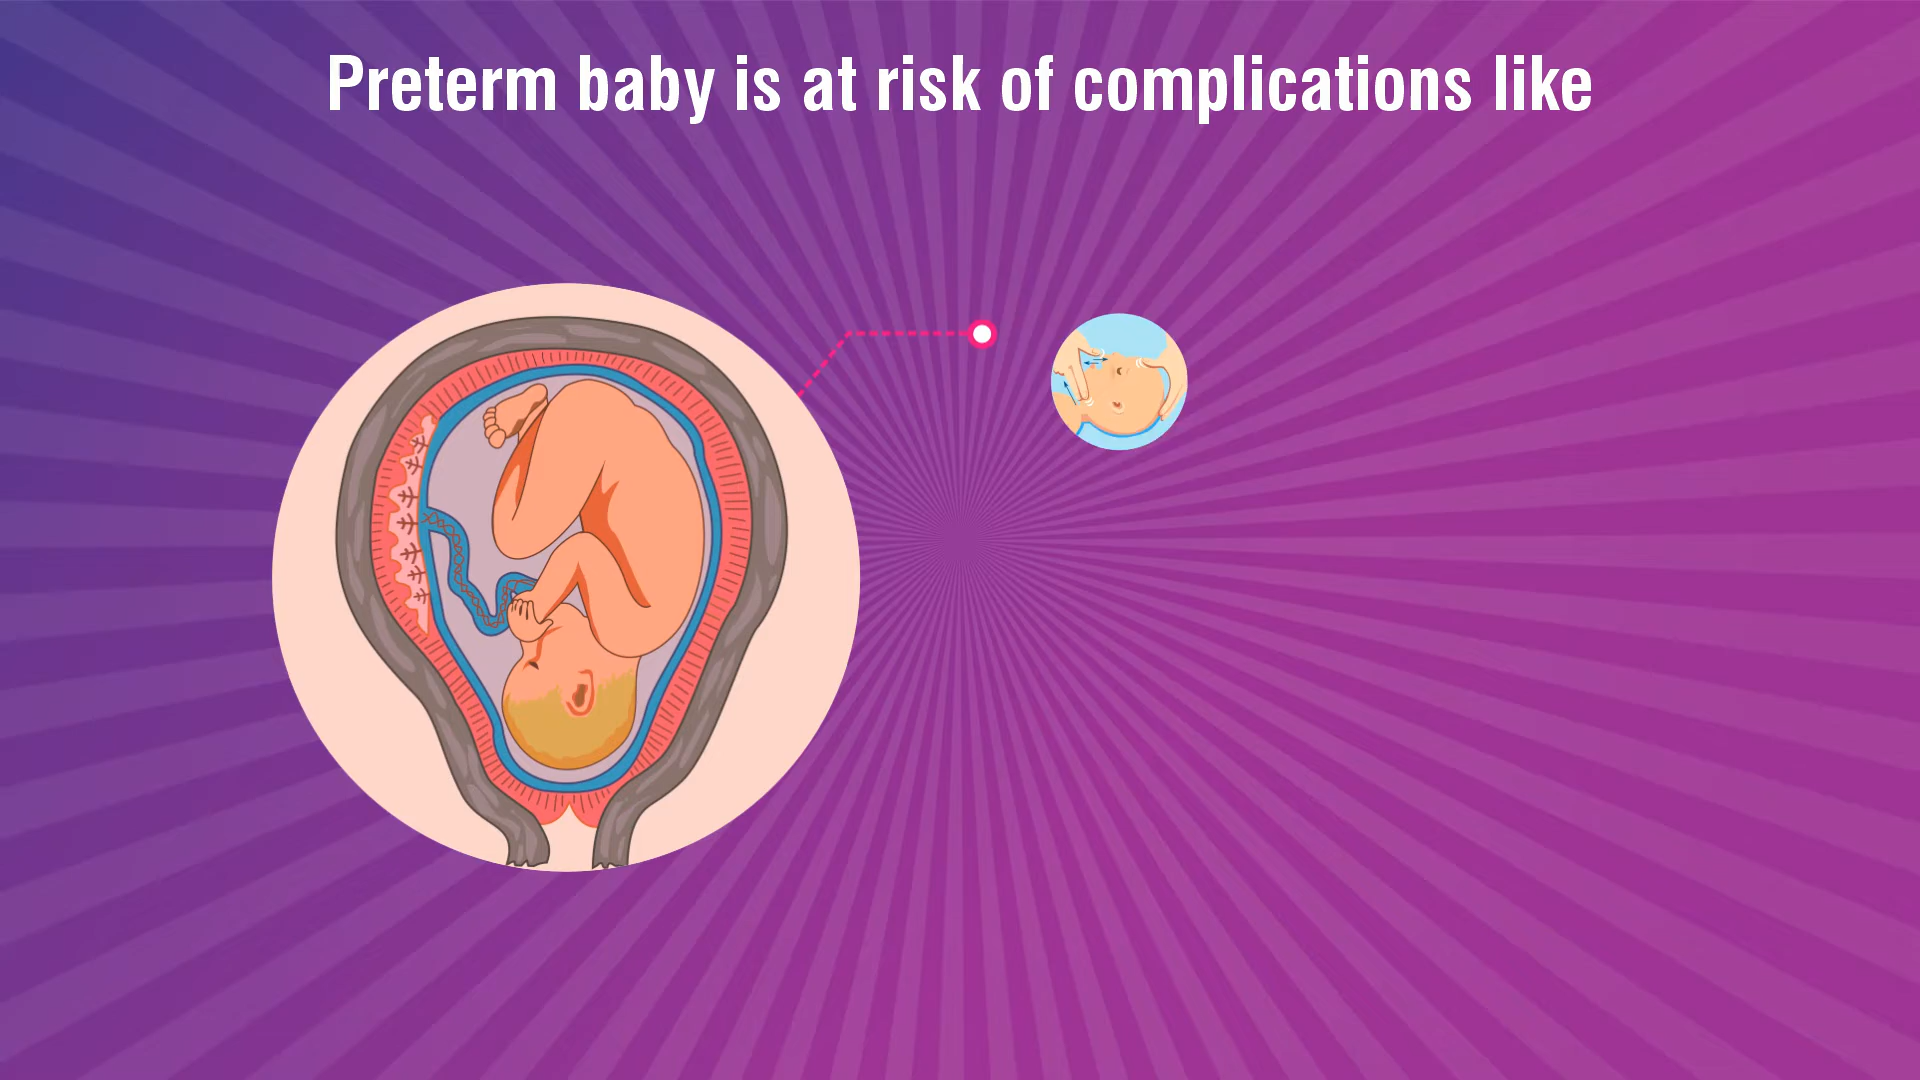 Preterm baby is at risk of complications like